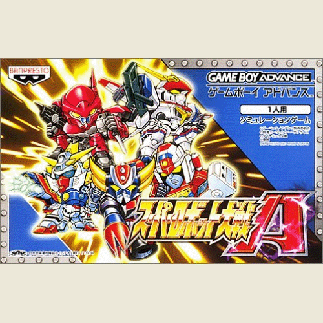 BANPRESTO
GAME BOY ADVANCE
ゲームボーイ アドバンス
1人用
シミュレーションゲーム
スーパーロボット大戦
A